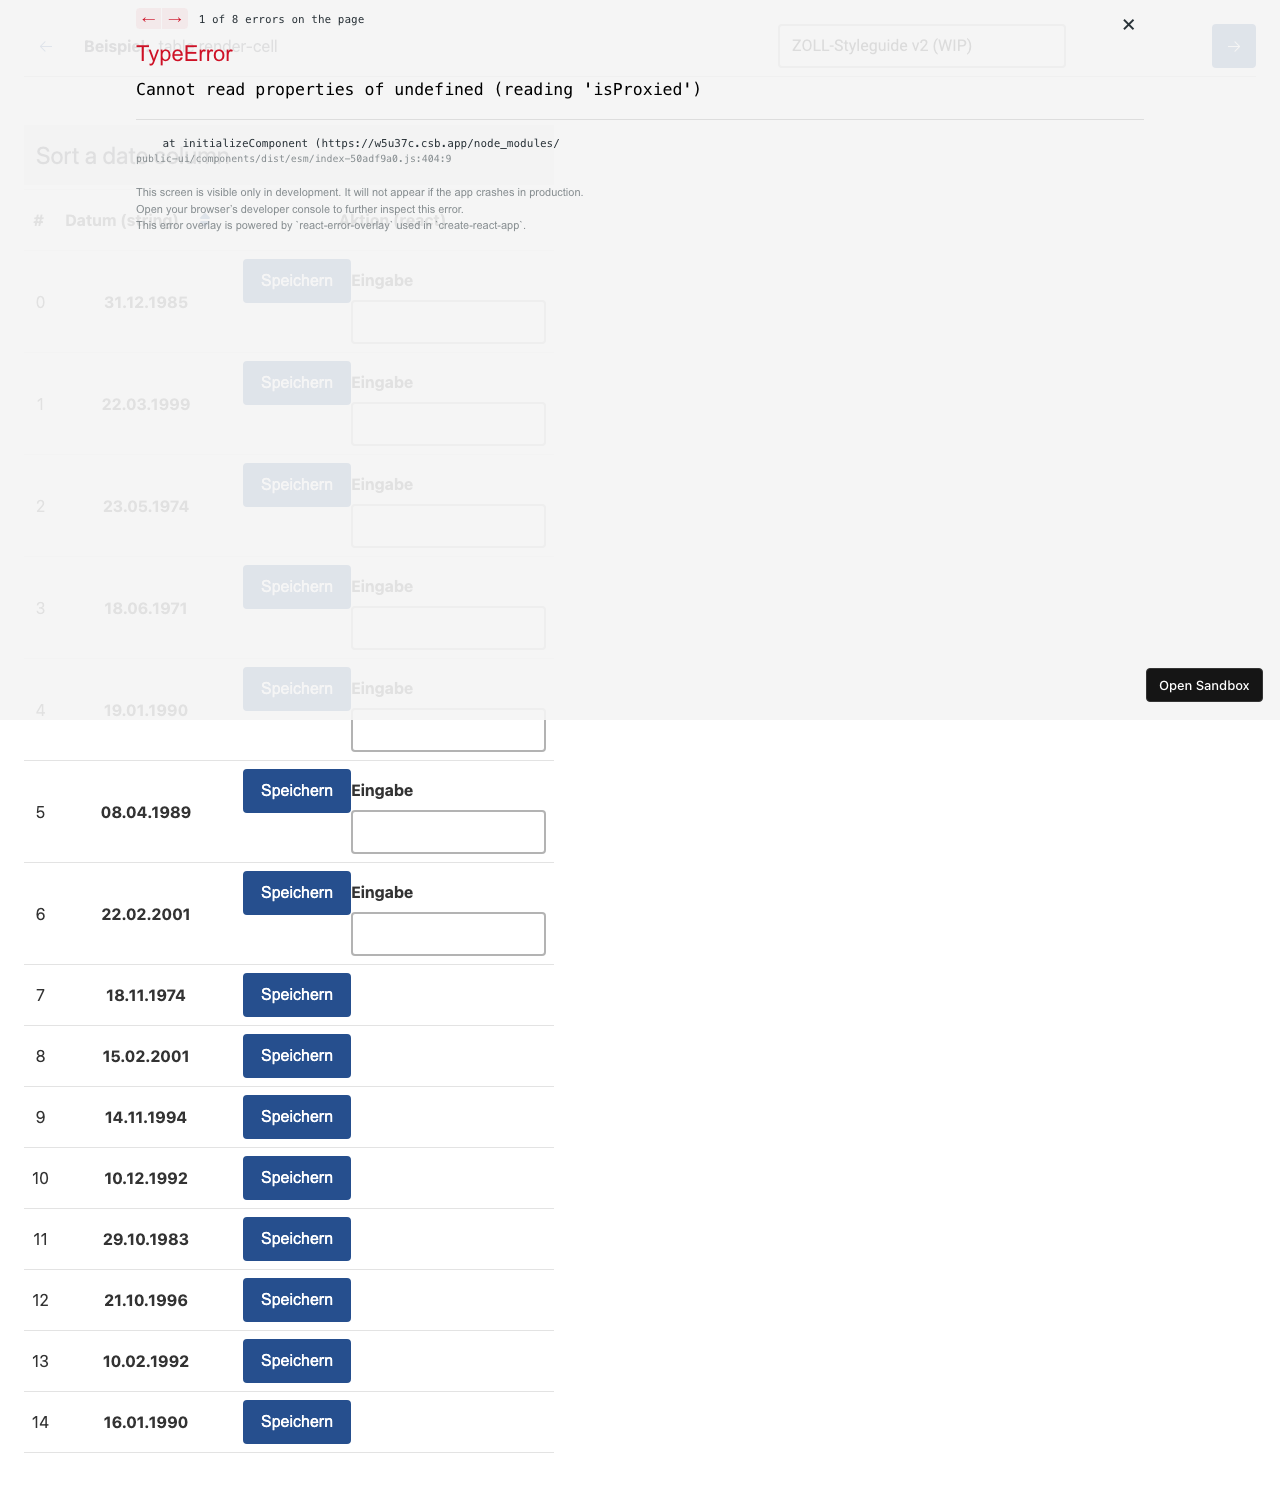 ← → 1 of 8 errors on the page ✕
← Beispiel table-render-cell ZOLL-Styleguide v2 (WIP) →
TypeError
Cannot read properties of undefined (reading 'isProxied')
at initializeComponent (https://w5u37c.csb.app/node_modules/
public-ui/components/dist/esm/index-50adf9a0.js:404:9
Sort a date column
This screen is visible only in development. It will not appear if the app crashes in production.
Open your browser’s developer console to further inspect this error.
This error overlay is powered by `react-error-overlay` used in `create-react-app`.
# Datum (string) Aktion (react)
0 31.12.1985 Speichern Eingabe
1 22.03.1999 Speichern Eingabe
2 23.05.1974 Speichern Eingabe
3 18.06.1971 Speichern Eingabe
4 19.01.1990 Speichern Eingabe
Open Sandbox
5 08.04.1989 Speichern Eingabe
6 22.02.2001 Speichern Eingabe
7 18.11.1974 Speichern
8 15.02.2001 Speichern
9 14.11.1994 Speichern
10 10.12.1992 Speichern
11 29.10.1983 Speichern
12 21.10.1996 Speichern
13 10.02.1992 Speichern
14 16.01.1990 Speichern